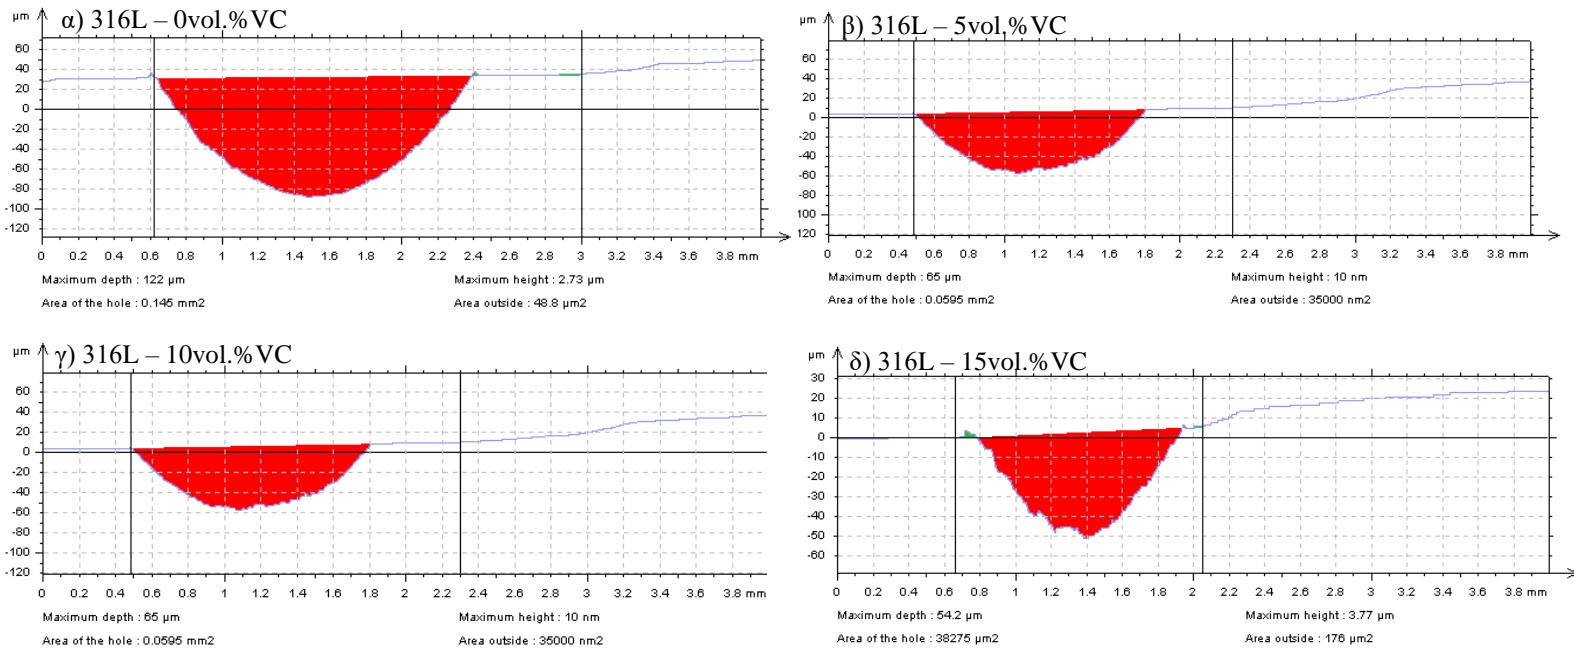 α) 316L – 0vol.%VC
µm
60
40
20
0
-20
-40
-60
-80
-100
-120
0 0.2 0.4 0.6 0.8 1 1.2 1.4 1.6 1.8 2 2.2 2.4 2.6 2.8 3 3.2 3.4 3.6 3.8 mm
Maximum depth : 122 µm Maximum height : 2.73 µm
Area of the hole : 0.145 mm2 Area outside : 48.8 µm2
β) 316L – 5vol,%VC
µm
60
40
20
0
-20
-40
-60
-80
100
120
0 0.2 0.4 0.6 0.8 1 1.2 1.4 1.6 1.8 2 2.2 2.4 2.6 2.8 3 3.2 3.4 3.6 3.8 mm
Maximum depth : 65 µm Maximum height : 10 nm
Area of the hole : 0.0595 mm2 Area outside : 35000 nm2
γ) 316L – 10vol.%VC
µm
60
40
20
0
-20
-40
-60
-80
-100
-120
0 0.2 0.4 0.6 0.8 1 1.2 1.4 1.6 1.8 2 2.2 2.4 2.6 2.8 3 3.2 3.4 3.6 3.8 mm
Maximum depth : 65 µm Maximum height : 10 nm
Area of the hole : 0.0595 mm2 Area outside : 35000 nm2
δ) 316L – 15vol.%VC
µm
30
20
10
0
-10
-20
-30
-40
-50
-60
0 0.2 0.4 0.6 0.8 1 1.2 1.4 1.6 1.8 2 2.2 2.4 2.6 2.8 3 3.2 3.4 3.6 3.8 mm
Maximum depth : 54.2 µm Maximum height : 3.77 µm
Area of the hole : 38275 µm2 Area outside : 176 µm2